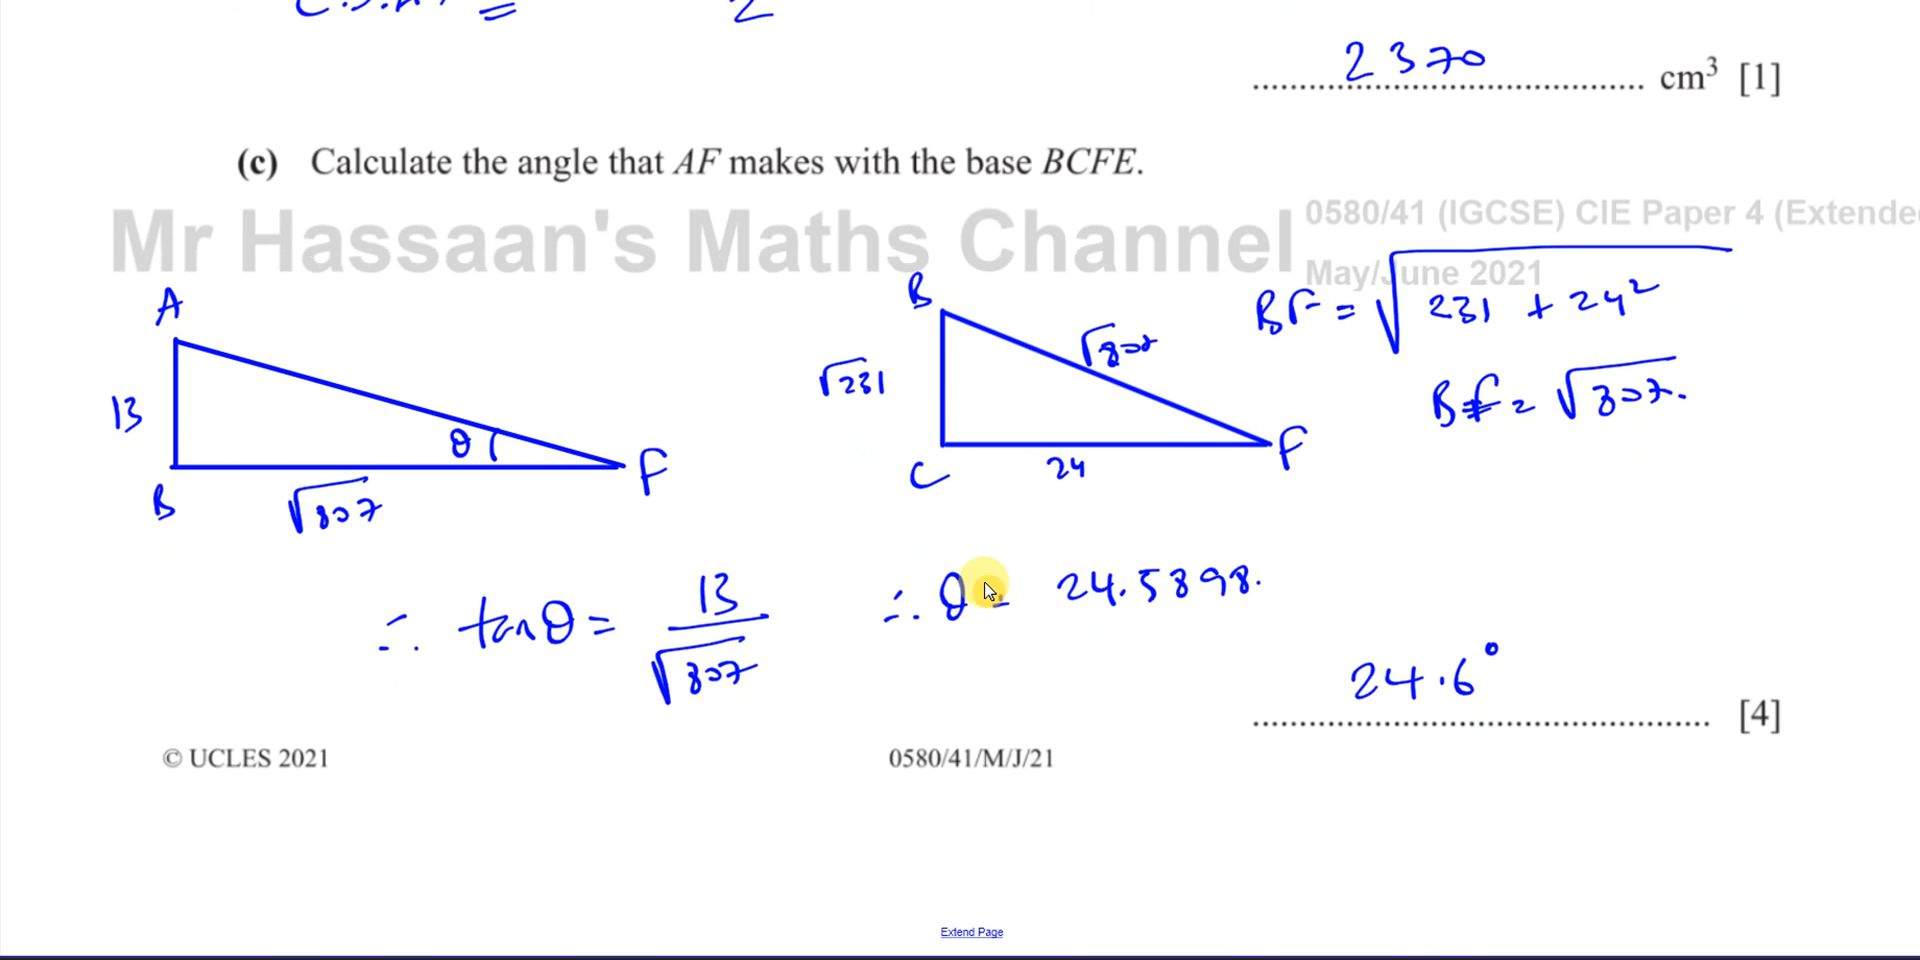 2370
cm³ [1]
(c) Calculate the angle that AF makes with the base BCFE.
Mr Hassaan's Maths Channel
0580/41 (IGCSE) CIE Paper 4 (Extende
May/June 2021
A
13
θ
B
F
√807
B
√231
√807
C
24
F
BF = √231 + 24²
BF = √807.
∴ tanθ = 13/√807
∴ θ = 24.5898.
24.6°
[4]
© UCLES 2021
0580/41/M/J/21
Extend Page